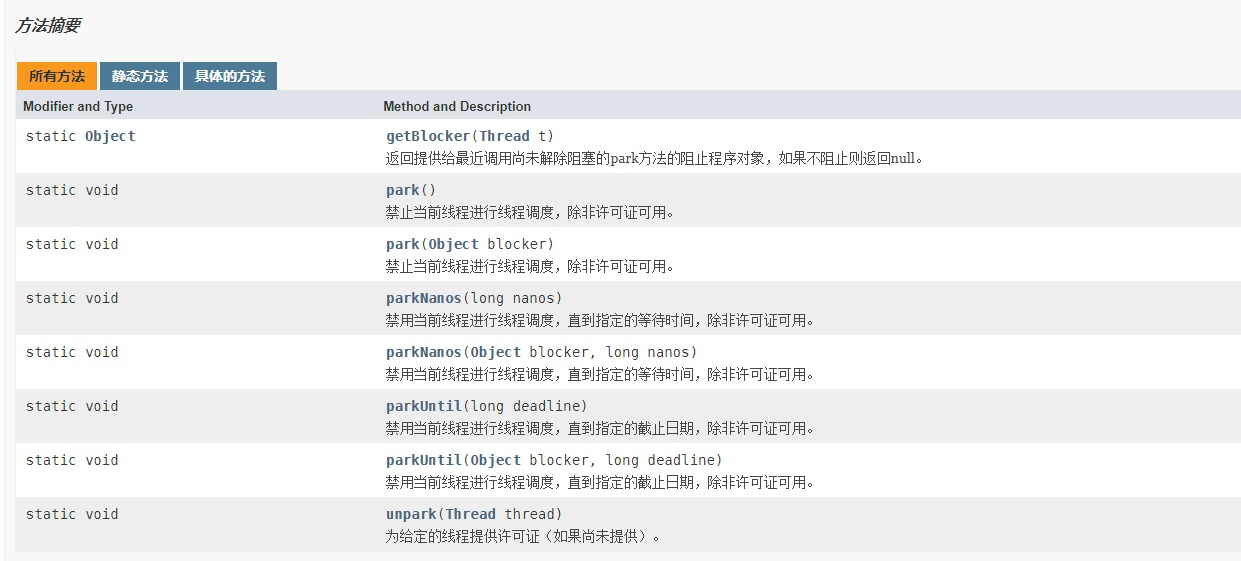 方法摘要
所有方法 静态方法 具体的方法
Modifier and Type Method and Description
static Object getBlocker(Thread t)
返回提供给最近调用尚未解除阻塞的park方法的阻止程序对象，如果不阻止则返回null。
static void park()
禁止当前线程进行线程调度，除非许可证可用。
static void park(Object blocker)
禁止当前线程进行线程调度，除非许可证可用。
static void parkNanos(long nanos)
禁用当前线程进行线程调度，直到指定的等待时间，除非许可证可用。
static void parkNanos(Object blocker, long nanos)
禁用当前线程进行线程调度，直到指定的等待时间，除非许可证可用。
static void parkUntil(long deadline)
禁用当前线程进行线程调度，直到指定的截止日期，除非许可证可用。
static void parkUntil(Object blocker, long deadline)
禁用当前线程进行线程调度，直到指定的截止日期，除非许可证可用。
static void unpark(Thread thread)
为给定的线程提供许可证（如果尚未提供）。